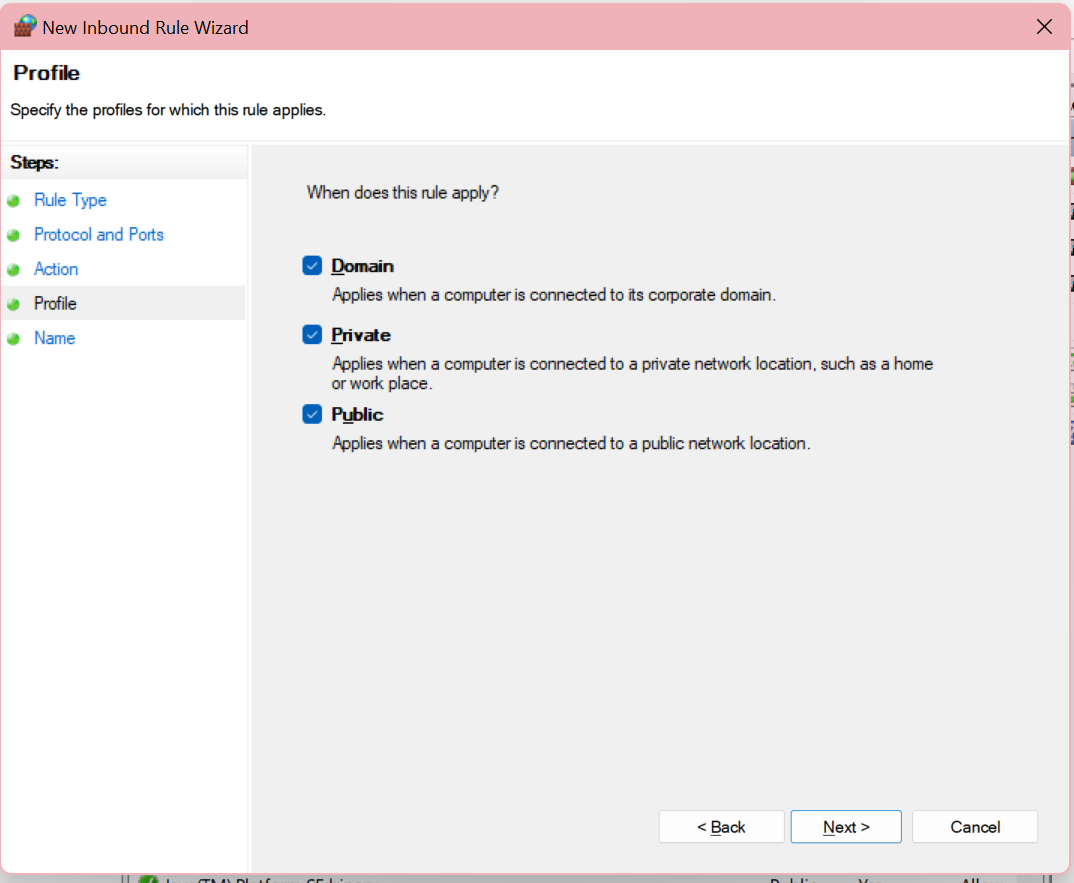 New Inbound Rule Wizard
Profile
Specify the profiles for which this rule applies.
Steps:
Rule Type
Protocol and Ports
Action
Profile
Name
When does this rule apply?
Domain
Applies when a computer is connected to its corporate domain.
Private
Applies when a computer is connected to a private network location, such as a home
or work place.
Public
Applies when a computer is connected to a public network location.
< Back
Next >
Cancel